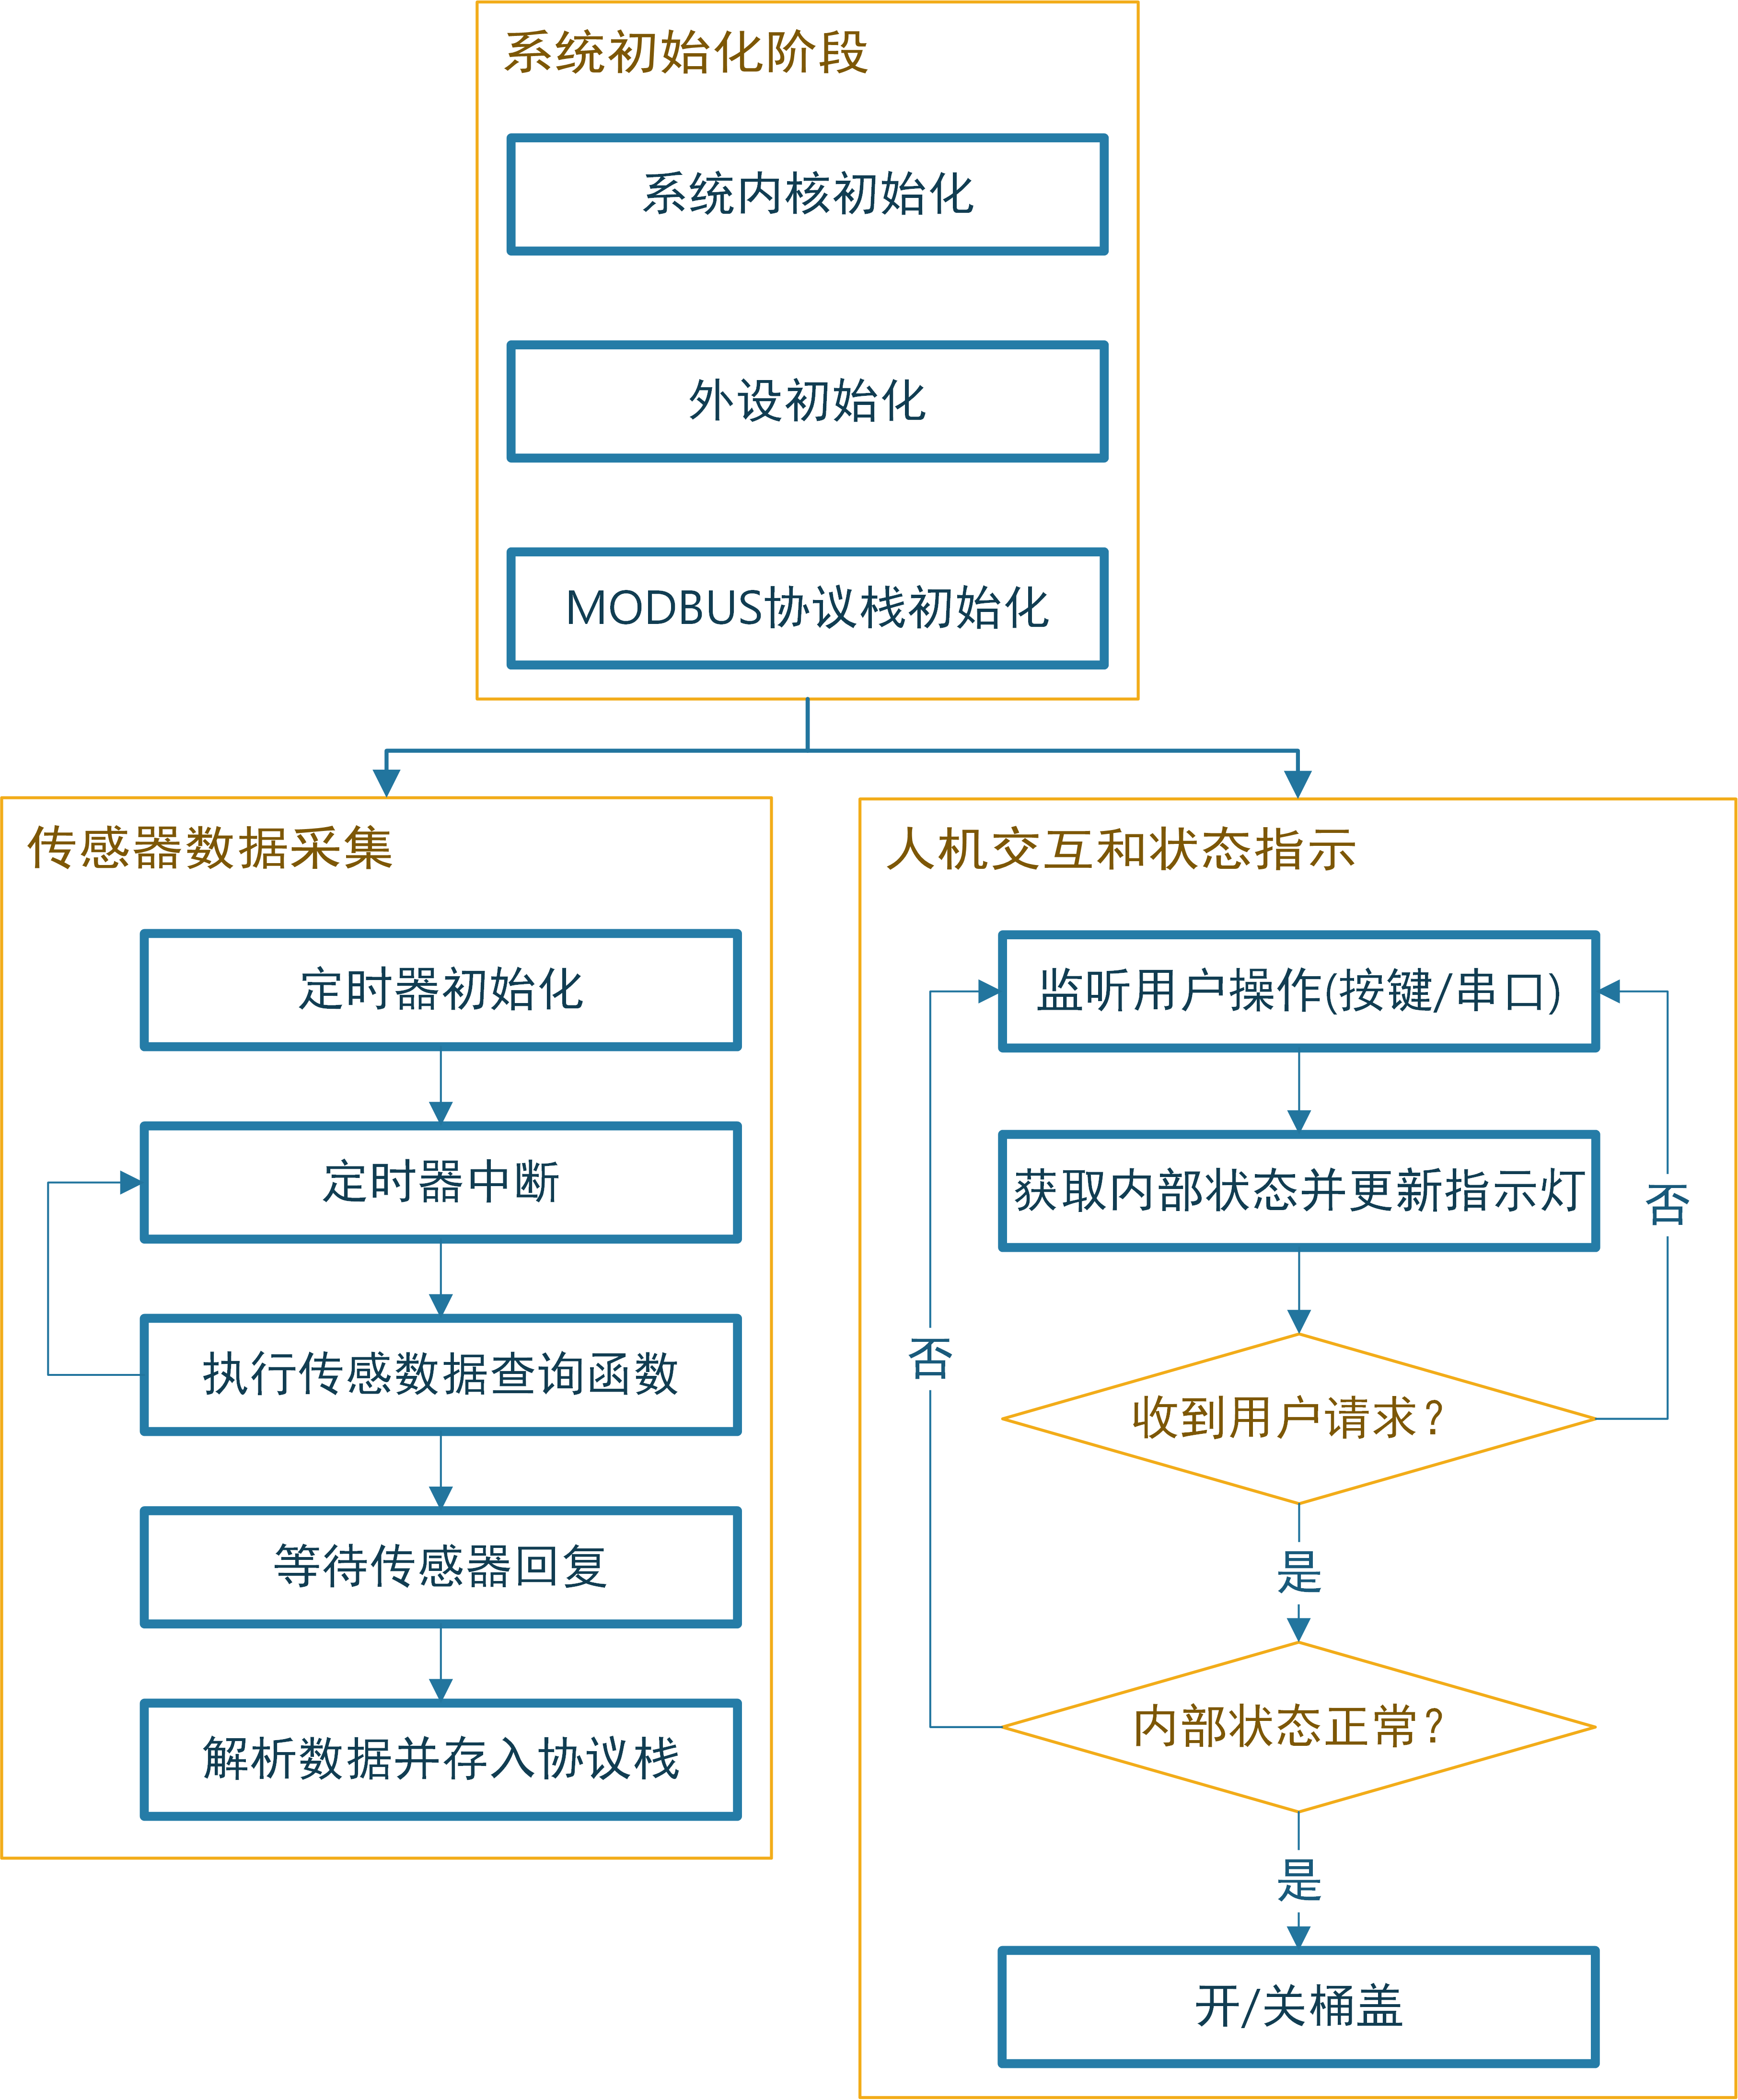 系统初始化阶段
系统内核初始化
外设初始化
MODBUS协议栈初始化
传感器数据采集
定时器初始化
定时器中断
执行传感数据查询函数
等待传感器回复
解析数据并存入协议栈
人机交互和状态指示
监听用户操作(按键/串口)
获取内部状态并更新指示灯
否
否
收到用户请求?
是
内部状态正常?
是
开/关桶盖